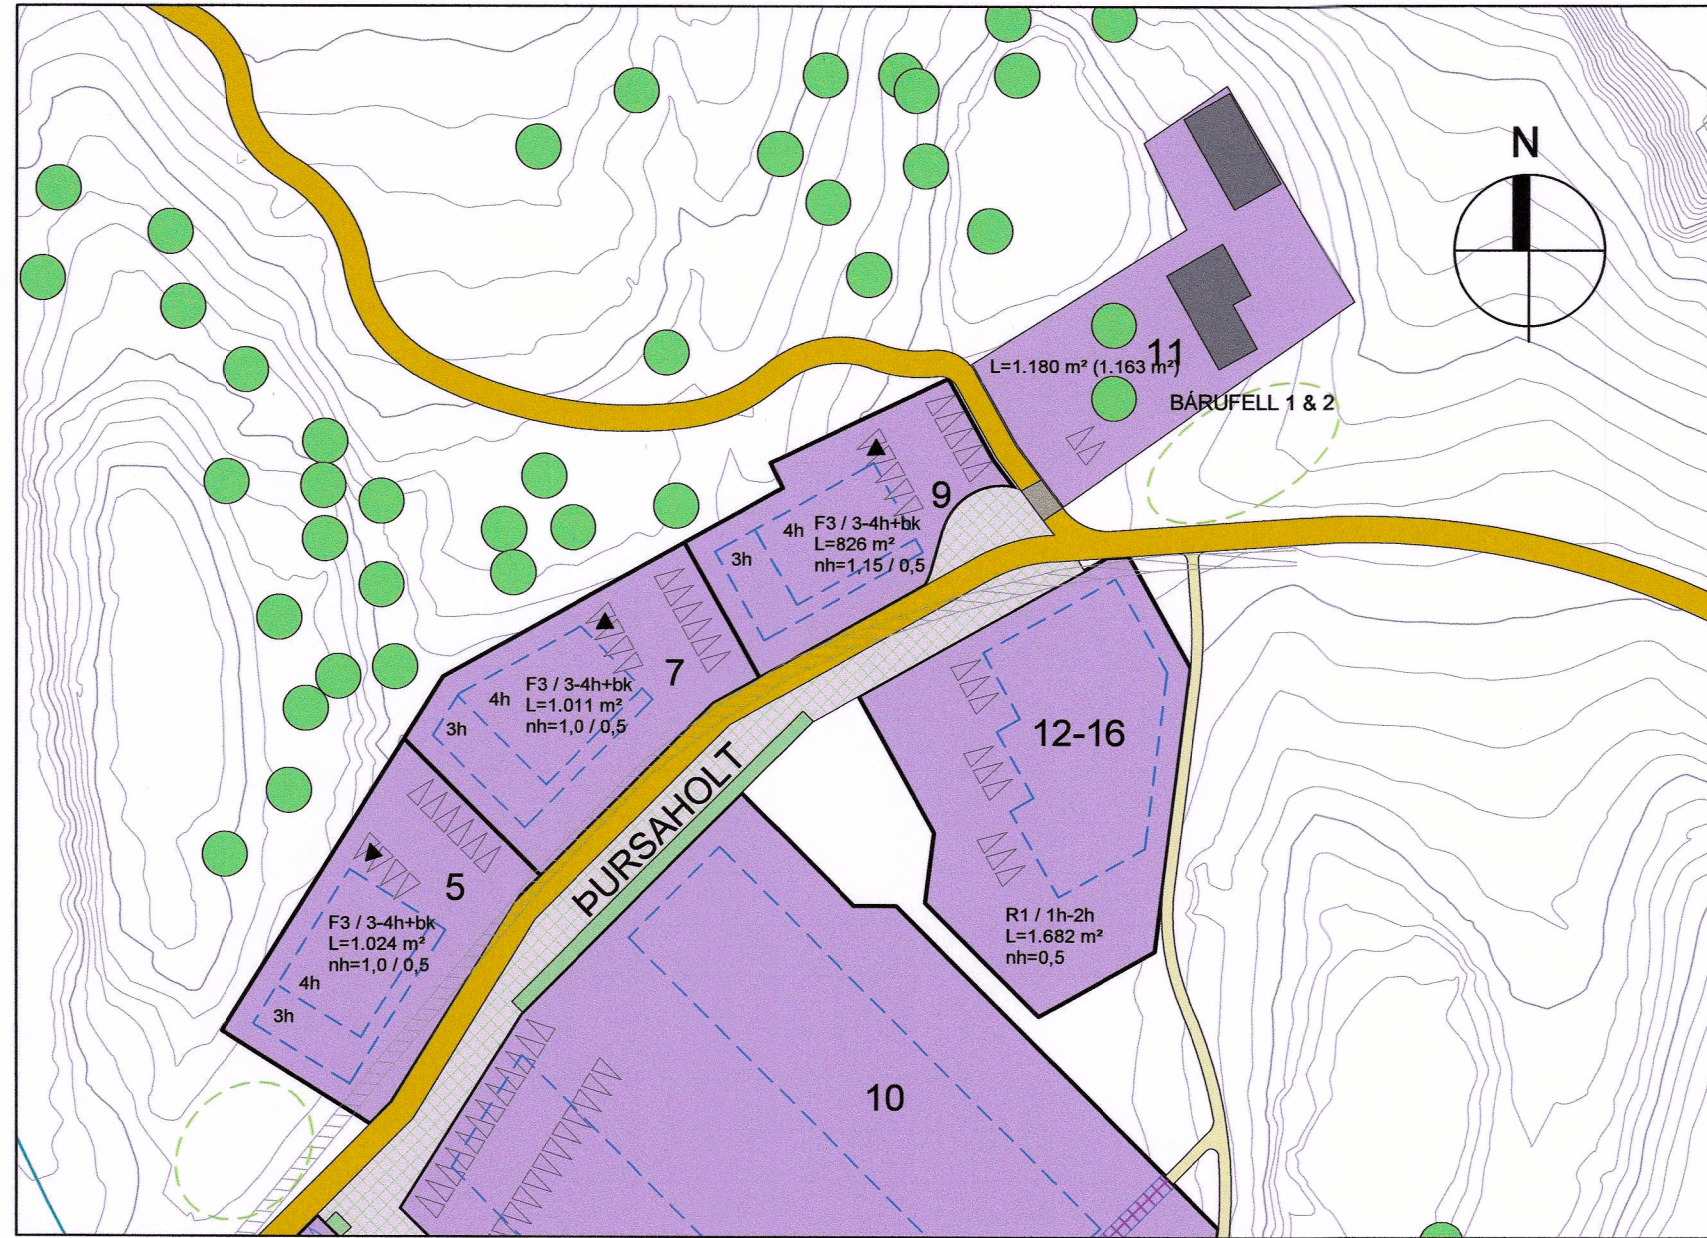 N
11
L=1.180 m² (1.163 m²)
BÁRUFELL 1 & 2
9
4h
3h
F3 / 3-4h+bk
L=826 m²
nh=1,15 / 0,5
7
4h
3h
F3 / 3-4h+bk
L=1.011 m²
nh=1,0 / 0,5
12-16
R1 / 1h-2h
L=1.682 m²
nh=0,5
ÞURSAHOLT
5
F3 / 3-4h+bk
L=1.024 m²
nh=1,0 / 0,5
4h
3h
10